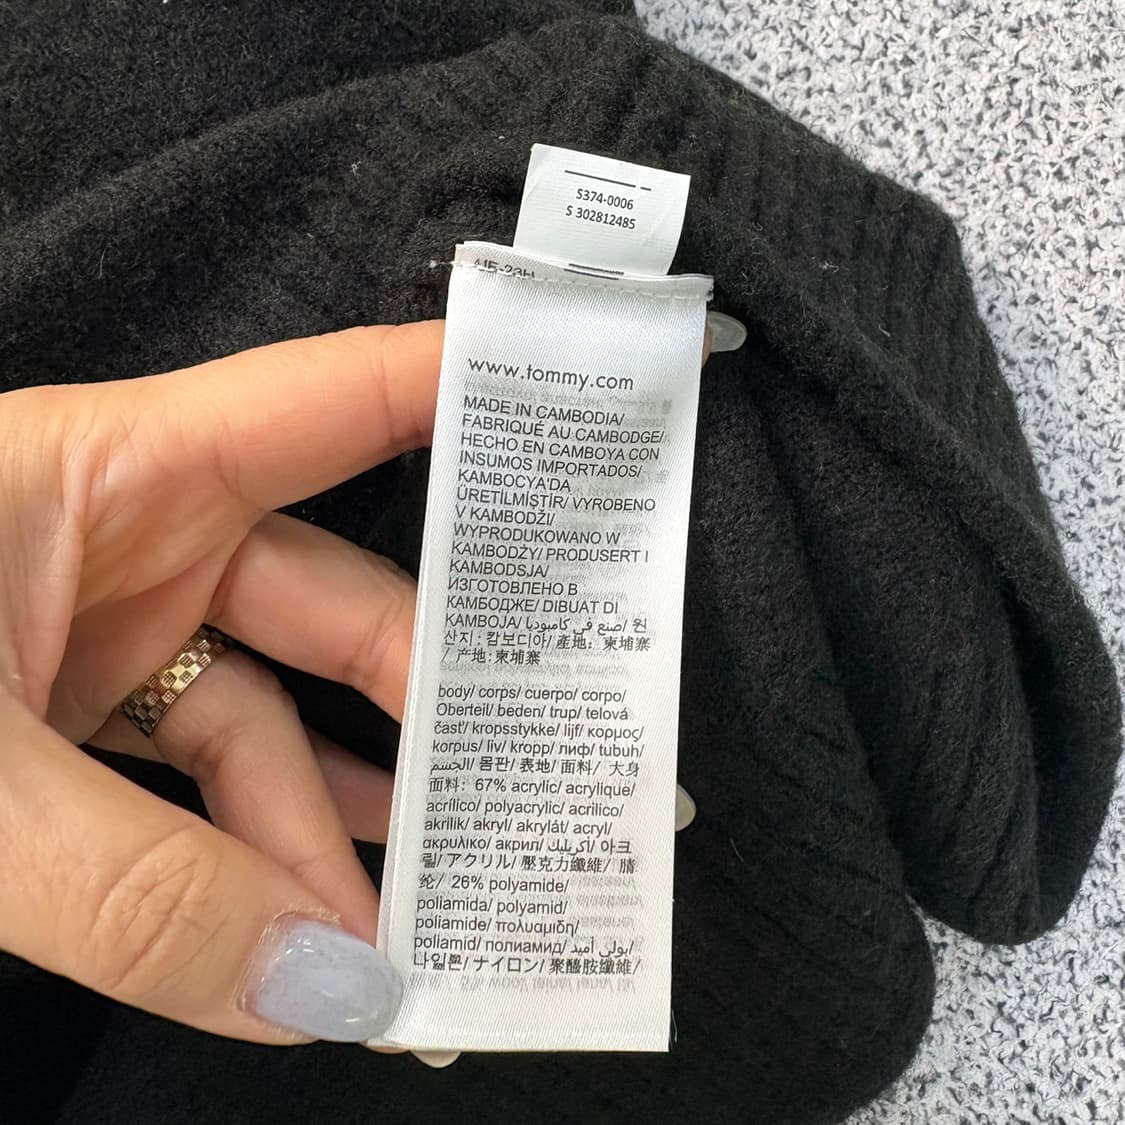 S374-0006
S 302812485
www.tommy.com
MADE IN CAMBODIA/
FABRIQUÉ AU CAMBODGE/
HECHO EN CAMBOYA CON
INSUMOS IMPORTADOS/
KAMBOCYA'DA
ÜRETİLMİŞTİR/ VYROBENO
V KAMBODŽI/
WYPRODUKOWANO W
KAMBODŻY/ PRODUSERT I
KAMBODSJA/
ИЗГОТОВЛЕНО В
КАМБОДЖЕ/ DIBUAT DI
KAMBOJA/ صنع في كامبوديا/ 원
산지: 캄보디아/ 產地: 柬埔寨
/ 产地:柬埔寨
body/ corps/ cuerpo/ corpo/
Oberteil/ beden/ trup/ telová
časť/ kropsstykke/ lijf/ κορμος/
korpus/ liv/ kropp/ лиф/ tubuh/
الجسم/ 몸판/ 表地/ 面料/ 大身
面料: 67% acrylic/ acrylique/
acrílico/ polyacrylic/ acrilico/
akrilik/ akryl/ akrylát/ acryl/
ακρυλικο/ акрил/ أكريليك/ 아크
릴/ アクリル/ 壓克力纖維/ 腈
纶/ 26% polyamide/
poliamida/ polyamid/
poliamide/ πολυαμιδη/
poliamid/ полиамид/ بولي أميد/
나일론/ ナイロン/ 聚醯胺纖維/